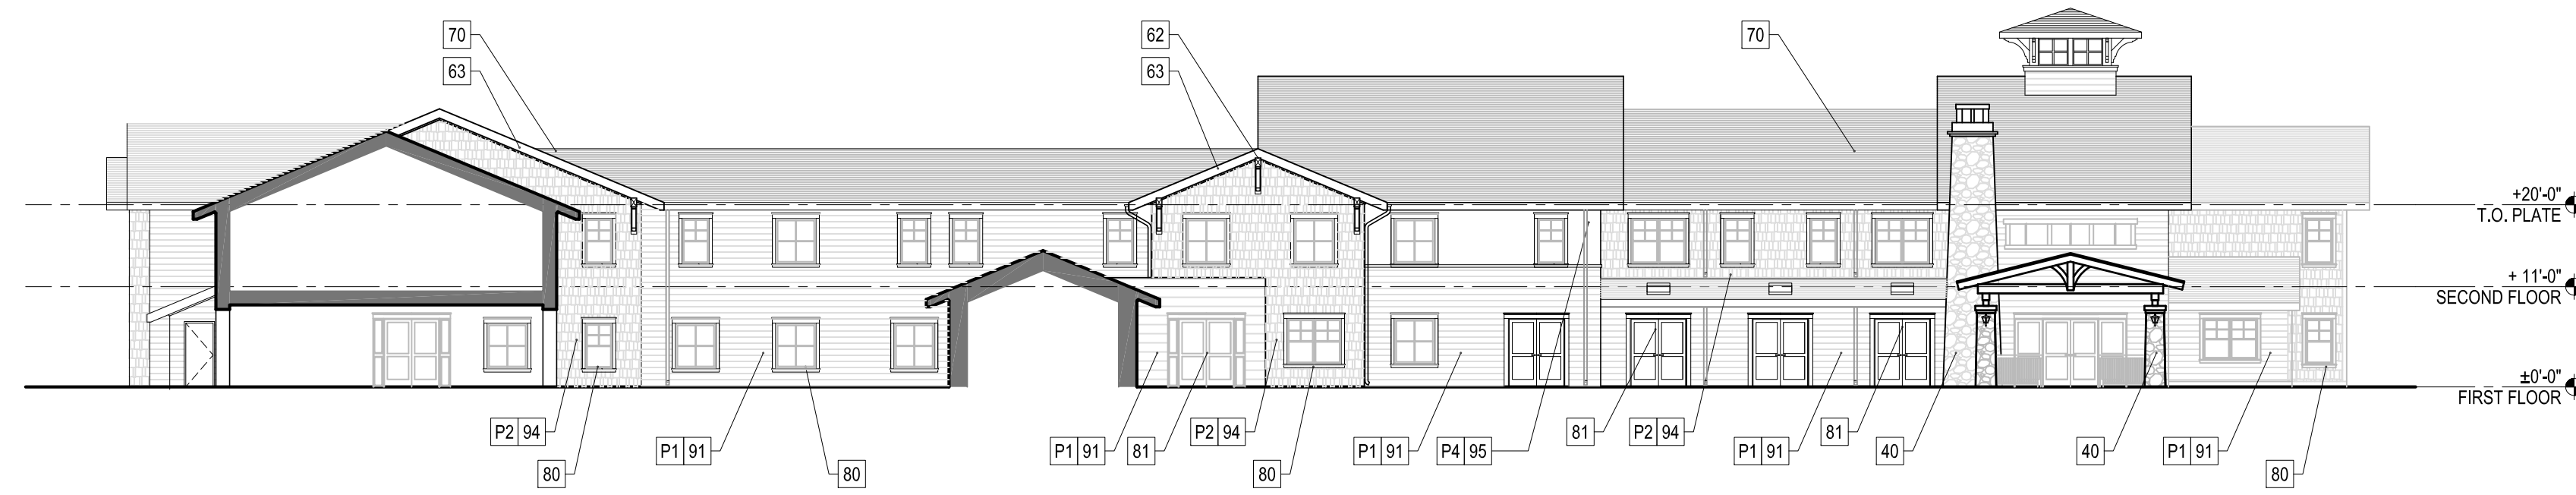 70
63
62
63
70
+20'-0"
T.O. PLATE
+ 11'-0"
SECOND FLOOR
±0'-0"
FIRST FLOOR
P2 94
80
P1 91
80
P1 91
81
P2 94
80
P1 91
P4 95
81
P2 94
P1 91
81
40
40
P1 91
80